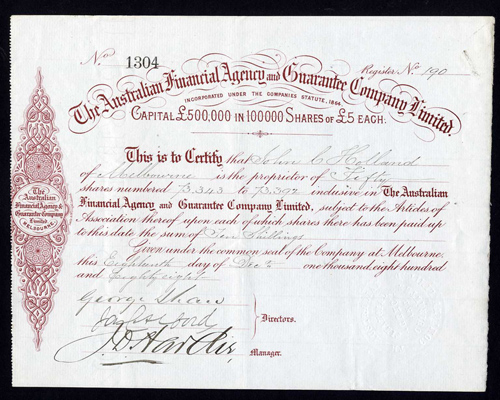 No. 1304
Register No. 190
The Australian Financial Agency and Guarantee Company Limited.
INCORPORATED UNDER THE COMPANIES STATUTE, 1864.
CAPITAL £500,000 IN 100000 SHARES OF £5 EACH.
This is to Certify that John C Holland
of Melbourne is the proprietor of Fifty
shares numbered 73.343 to 73.392 inclusive in The Australian
Financial Agency and Guarantee Company Limited, subject to the Articles of
Association thereof upon each of which shares there has been paid up
to this date the sum of Ten Shillings
Given under the common seal of the Company at Melbourne
this day of Decr. one thousand, eight hundred
and Eighty eight
The
Australian
Financial Agency &
Guarantee Company
Limited
MELBOURNE
George Shaw
Directors.
Manager.